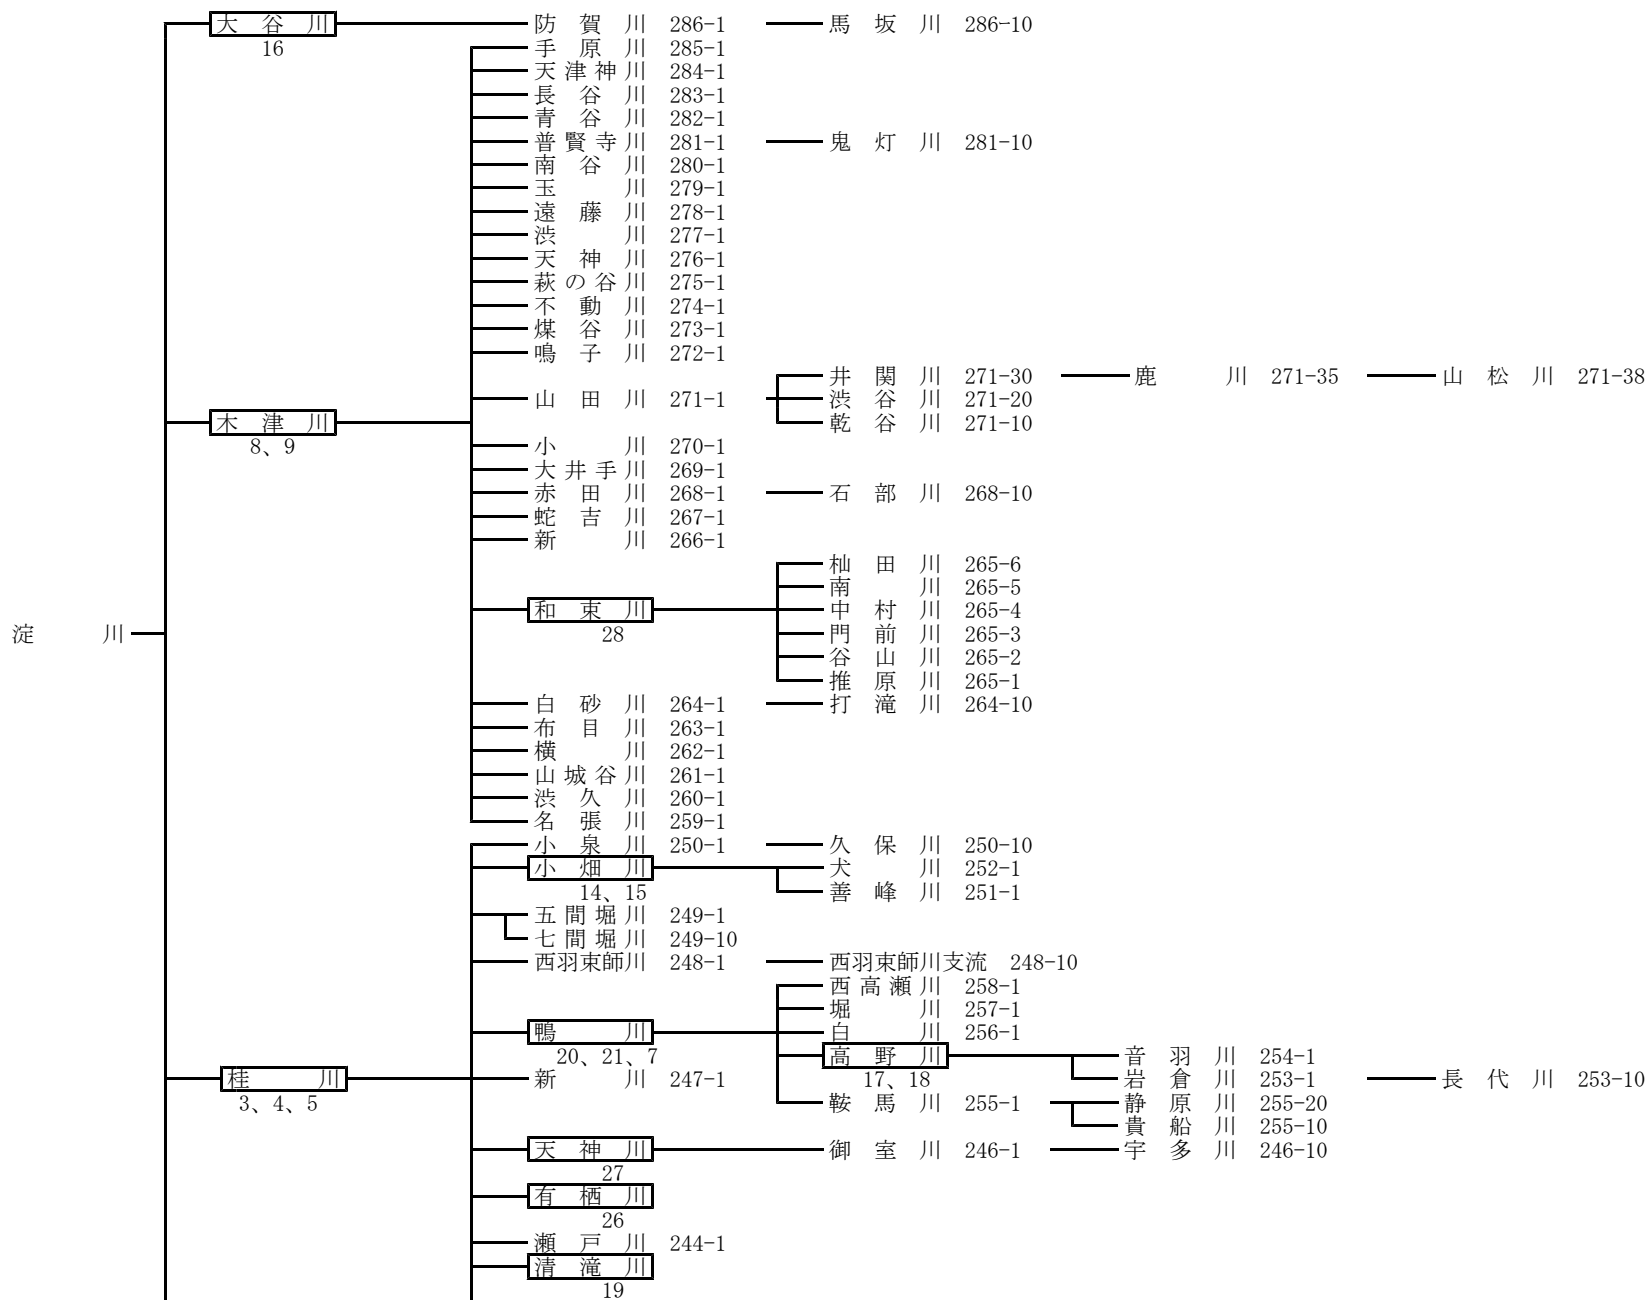 大谷川 防賀川 286-1 馬坂川 286-10
16 手原川 285-1
天津神川 284-1
長谷川 283-1
青谷川 282-1
普賢寺川 281-1 鬼灯川 281-10
南谷川 280-1
玉川 279-1
遠藤川 278-1
渋川 277-1
天神川 276-1
萩の谷川 275-1
不動川 274-1
煤谷川 273-1
鳴子川 272-1
井関川 271-30 鹿川 271-35 山松川 271-38
山田川 271-1 渋谷川 271-20
木津川 乾谷川 271-10
8、9 小川 270-1
大井手川 269-1
赤田川 268-1 石部川 268-10
蛇吉川 267-1
新川 266-1
杣田川 265-6
南川 265-5
和束川 中村川 265-4
淀川 28 門前川 265-3
谷山川 265-2
推原川 265-1
白砂川 264-1 打滝川 264-10
布目川 263-1
横川 262-1
山城谷川 261-1
渋久川 260-1
名張川 259-1
小泉川 250-1 久保川 250-10
小畑川 犬川 252-1
14、15 善峰川 251-1
五間堀川 249-1
七間堀川 249-10
西羽束師川 248-1 西羽束師川支流 248-10
西高瀬川 258-1
堀川 257-1
鴨川 白川 256-1
20、21、7 高野川 音羽川 254-1
桂川 新川 247-1 17、18 岩倉川 253-1 長代川 253-10
3、4、5 鞍馬川 255-1 静原川 255-20
貴船川 255-10
天神川 御室川 246-1 宇多川 246-10
27
有栖川
26
瀬戸川 244-1
清滝川
19